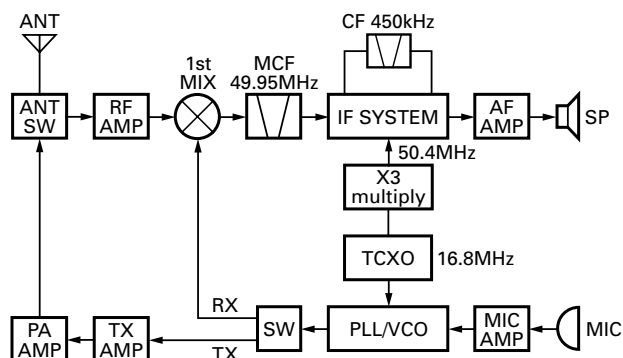 ANT
CF 450kHz
1st
MIX
MCF
49.95MHz
ANT
SW
RF
AMP
IF SYSTEM
AF
AMP
SP
50.4MHz
X3
multiply
TCXO
16.8MHz
RX
PA
AMP
TX
AMP
TX
SW
PLL/VCO
MIC
AMP
MIC